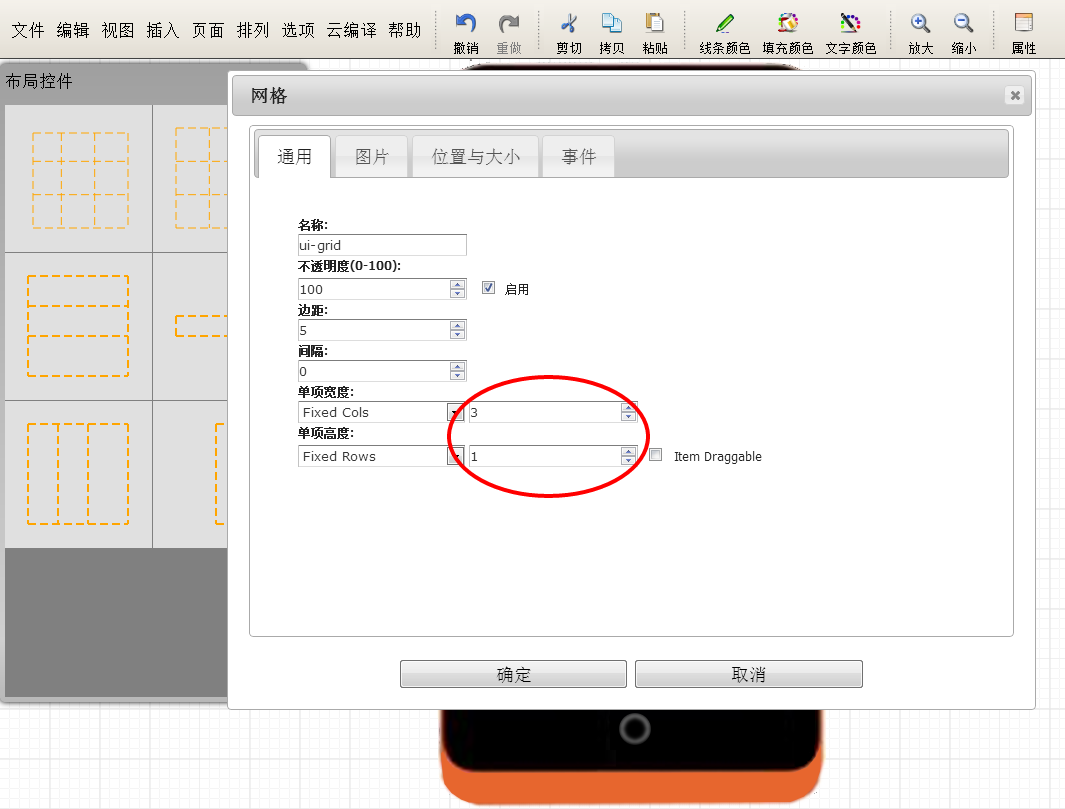 文件 编辑 视图 插入 页面 排列 选项 云编译 帮助
撤销 重做 剪切 拷贝 粘贴 线条颜色 填充颜色 文字颜色 放大 缩小 属性
布局控件
网格
通用 图片 位置与大小 事件
名称:
ui-grid
不透明度(0-100):
100 启用
边距:
5
间隔:
0
单项宽度:
Fixed Cols 3
单项高度:
Fixed Rows 1 Item Draggable
确定 取消